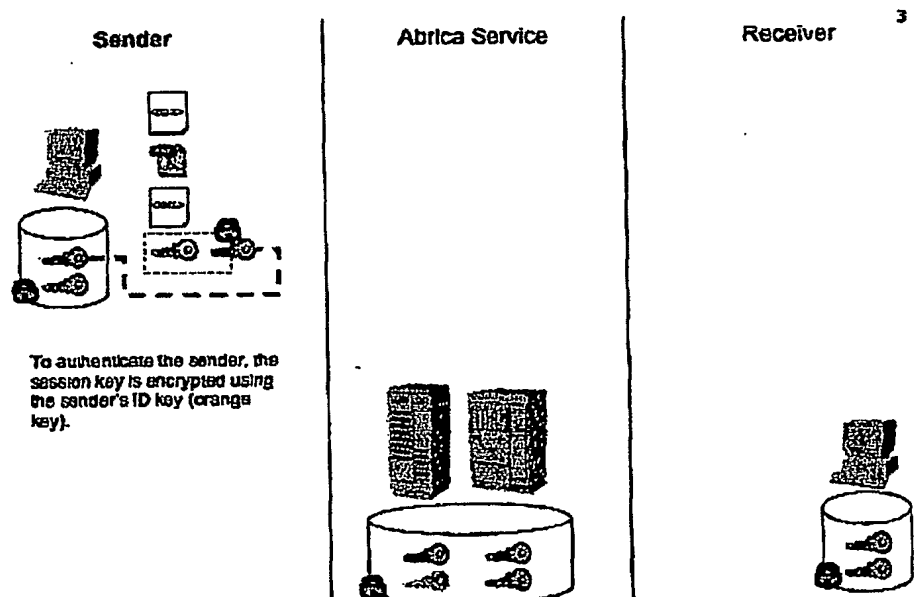 3
Sender
Abrica Service
Receiver
To authenticate the sender, the
session key is encrypted using
the sender's ID key (orange
key).